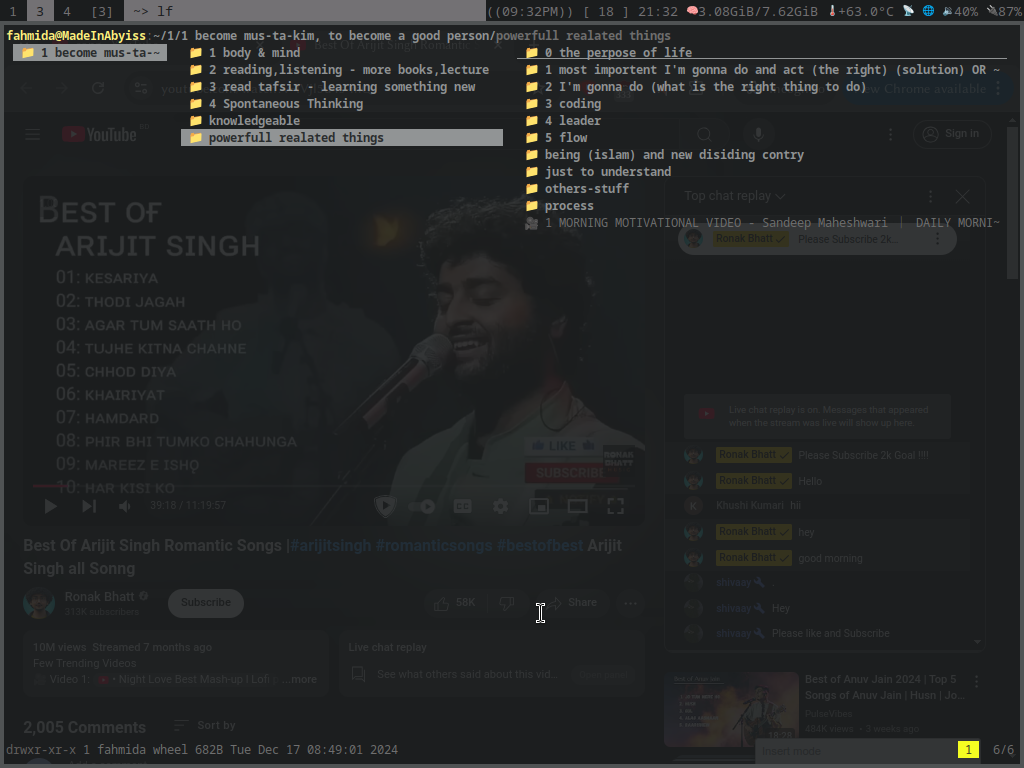 1 3 4 [3] ~> lf ((09:32PM)) [ 18 ] 21:32 🧠3.08GiB/7.62GiB 🌡+63.0°C 📡 🌐 🔉40% 🔌87%
fahmida@MadeInAbyiss:~/1/1 become mus-ta-kim, to become a good person/powerfull realated things
📁 1 become mus-ta-~
📁 1 body & mind
📁 2 reading,listening - more books,lecture
📁 3 read tafsir - learning something new
📁 4 Spontaneous Thinking
📁 knowledgeable
📁 powerfull realated things
📁 0 the perpose of life
📁 1 most importent I'm gonna do and act (the right) (solution) OR ~
📁 2 I'm gonna do (what is the right thing to do)
📁 3 coding
📁 4 leader
📁 5 flow
📁 being (islam) and new disiding contry
📁 just to understand
📁 others-stuff
📁 process
🎥 1 MORNING MOTIVATIONAL VIDEO - Sandeep Maheshwari | DAILY MORNI~
YouTube
Sign in
BEST OF
ARIJIT SINGH
01: KESARIYA
02: THODI JAGAH
03: AGAR TUM SAATH HO
04: TUJHE KITNA CHAHNE
05: CHHOD DIYA
06: KHAIRIYAT
07: HAMDARD
08: PHIR BHI TUMKO CHAHUNGA
09: MAREEZ E ISHQ
10: HAR KISI KO
LIKE
SUBSCRIBE
RONAK BHATT
39:18 / 11:19:57
Top chat replay
Ronak Bhatt Please Subscribe 2k...
Live chat replay is on. Messages that appeared
when the stream was live will show up here.
Ronak Bhatt Please Subscribe 2k Goal !!!!
Ronak Bhatt Hello
K Khushi Kumari hii
Ronak Bhatt hey
Ronak Bhatt good morning
shivaay .
shivaay Hey
shivaay Please like and Subscribe
Best Of Arijit Singh Romantic Songs |#arijitsingh #romanticsongs #bestofbest Arijit
Singh all Sonng
Ronak Bhatt
313K subscribers
Subscribe
58K
Share
10M views Streamed 7 months ago
Few Trending Videos
Video 1: • Night Love Best Mash-up | Lofi ...more
Live chat replay
See what others said about this vid...
2,005 Comments
Sort by
Best of Anuv Jain 2024 | Top 5
Songs of Anuv Jain | Husn | Jo...
PulseVibes
484K views • 3 weeks ago
Insert mode
drwxr-xr-x 1 fahmida wheel 682B Tue Dec 17 08:49:01 2024
1 6/6